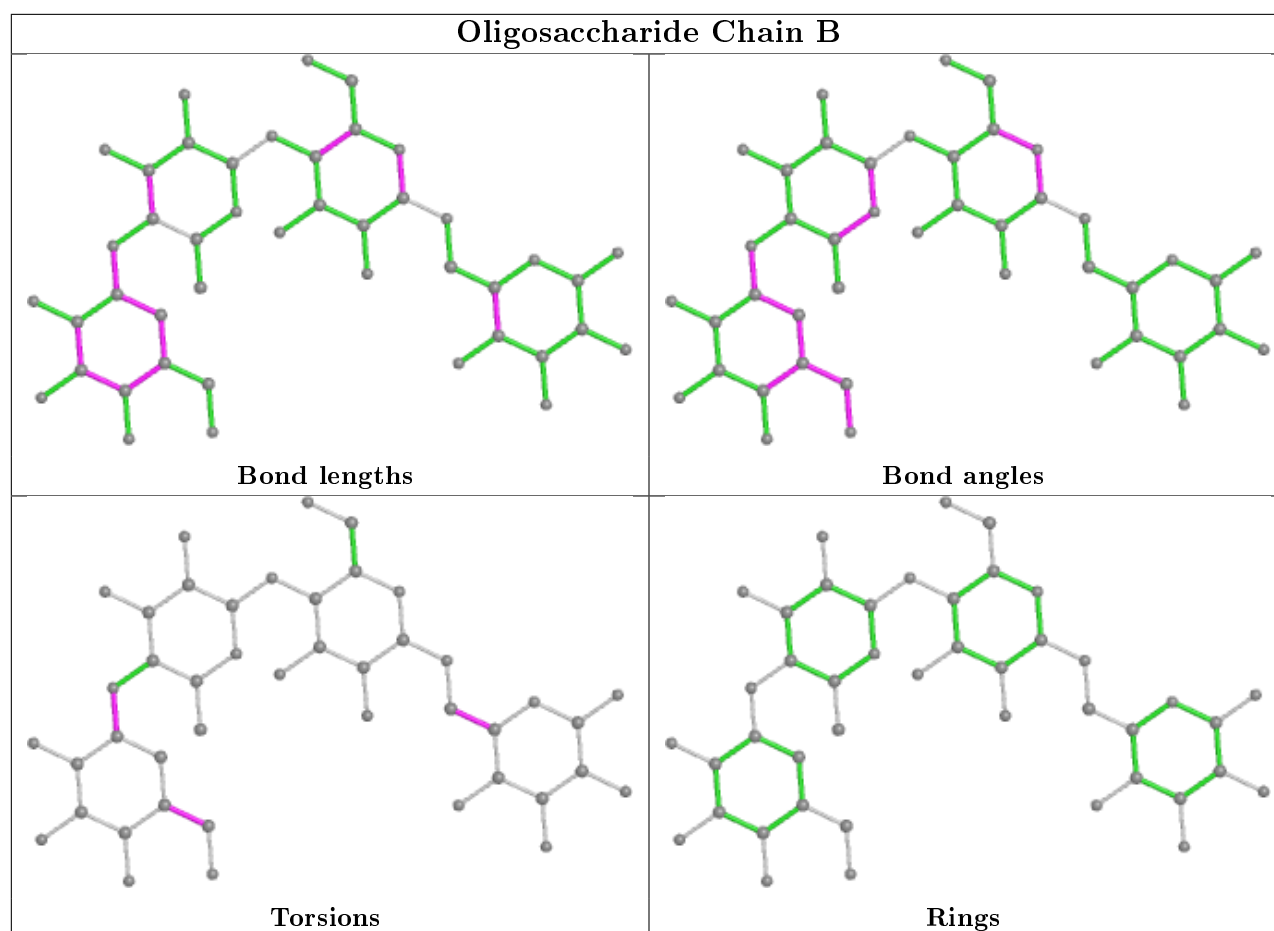 Oligosaccharide Chain B
Bond lengths
Bond angles
Torsions
Rings